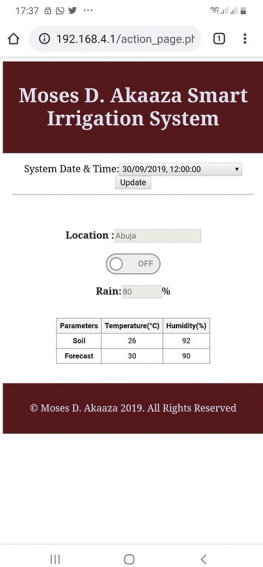 17:37
192.168.4.1/action_page.ph
1
Moses D. Akaaza Smart
Irrigation System
System Date & Time: 30/09/2019, 12:00:00
Update
Location : Abuja
OFF
Rain: 80 %
Parameters Temperature(°C) Humidity(%)
Soil 26 92
Forecast 30 90
© Moses D. Akaaza 2019. All Rights Reserved